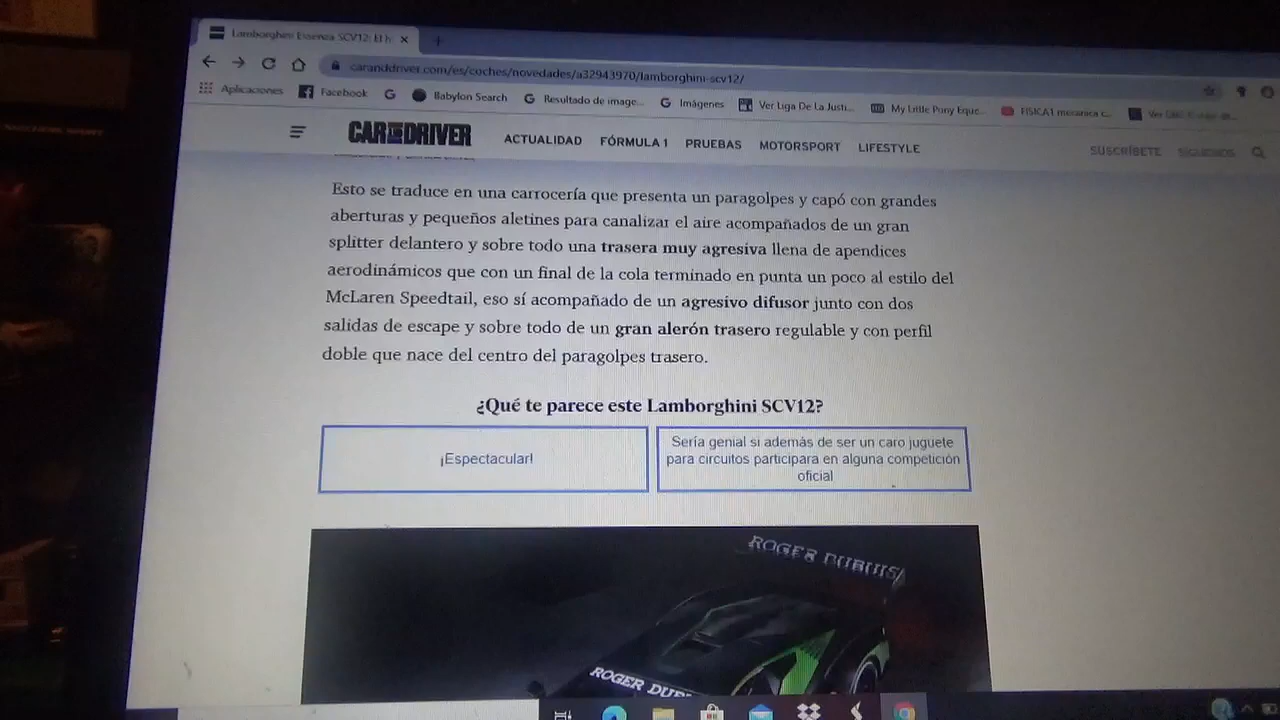 Lamborghini Essenza SCV12: El h
caranddriver.com/es/coches/novedades/a32943970/lamborghini-scv12/
Aplicaciones Facebook Babylon Search Resultado de image... Imágenes Ver Liga De La Justi... My Little Pony Eque... FISICA1 mecanica c... Ver
CAR AND DRIVER ACTUALIDAD FÓRMULA 1 PRUEBAS MOTORSPORT LIFESTYLE SUSCRÍBETE SÍGUENOS
Esto se traduce en una carrocería que presenta un paragolpes y capó con grandes
aberturas y pequeños aletines para canalizar el aire acompañados de un gran
splitter delantero y sobre todo una trasera muy agresiva llena de apendices
aerodinámicos que con un final de la cola terminado en punta un poco al estilo del
McLaren Speedtail, eso sí acompañado de un agresivo difusor junto con dos
salidas de escape y sobre todo de un gran alerón trasero regulable y con perfil
doble que nace del centro del paragolpes trasero.
¿Qué te parece este Lamborghini SCV12?
¡Espectacular!
Sería genial si además de ser un caro juguete
para circuitos participara en alguna competición
oficial
ROGER DUBUIS
ROGER DUBU